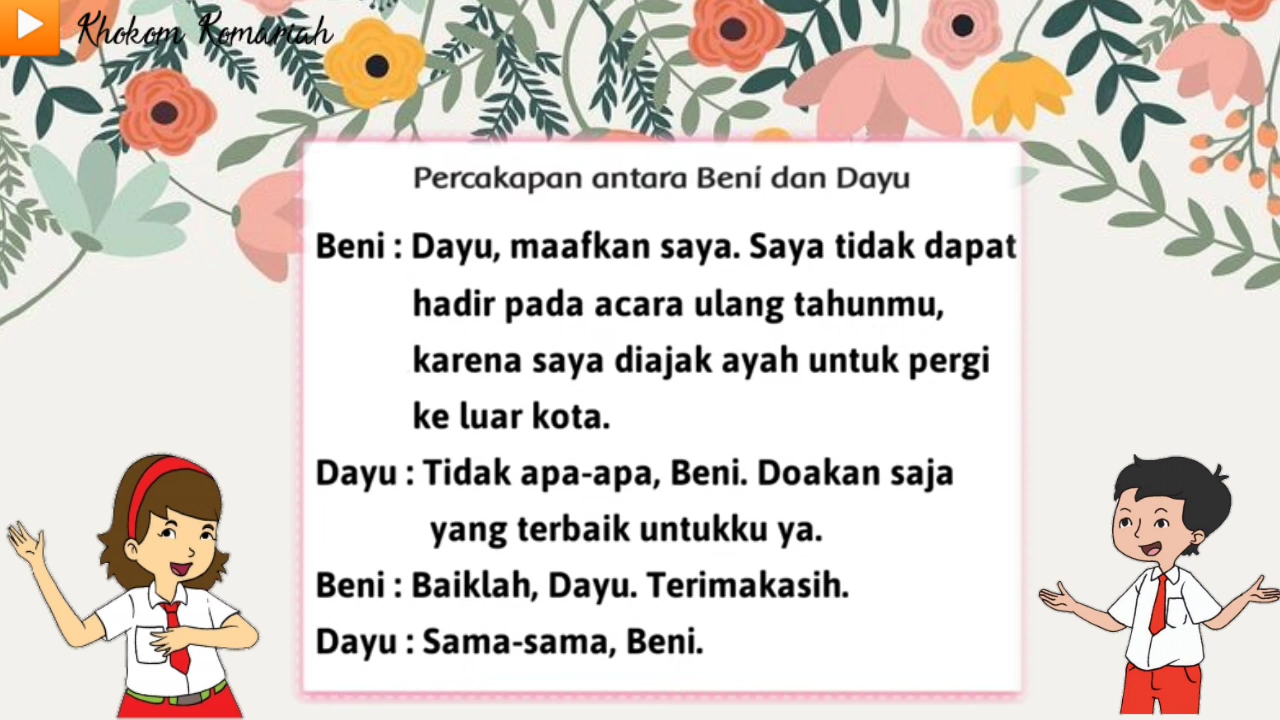 Khokom Komariah
Percakapan antara Beni dan Dayu
Beni : Dayu, maafkan saya. Saya tidak dapat
hadir pada acara ulang tahunmu,
karena saya diajak ayah untuk pergi
ke luar kota.
Dayu : Tidak apa-apa, Beni. Doakan saja
yang terbaik untukku ya.
Beni : Baiklah, Dayu. Terimakasih.
Dayu : Sama-sama, Beni.